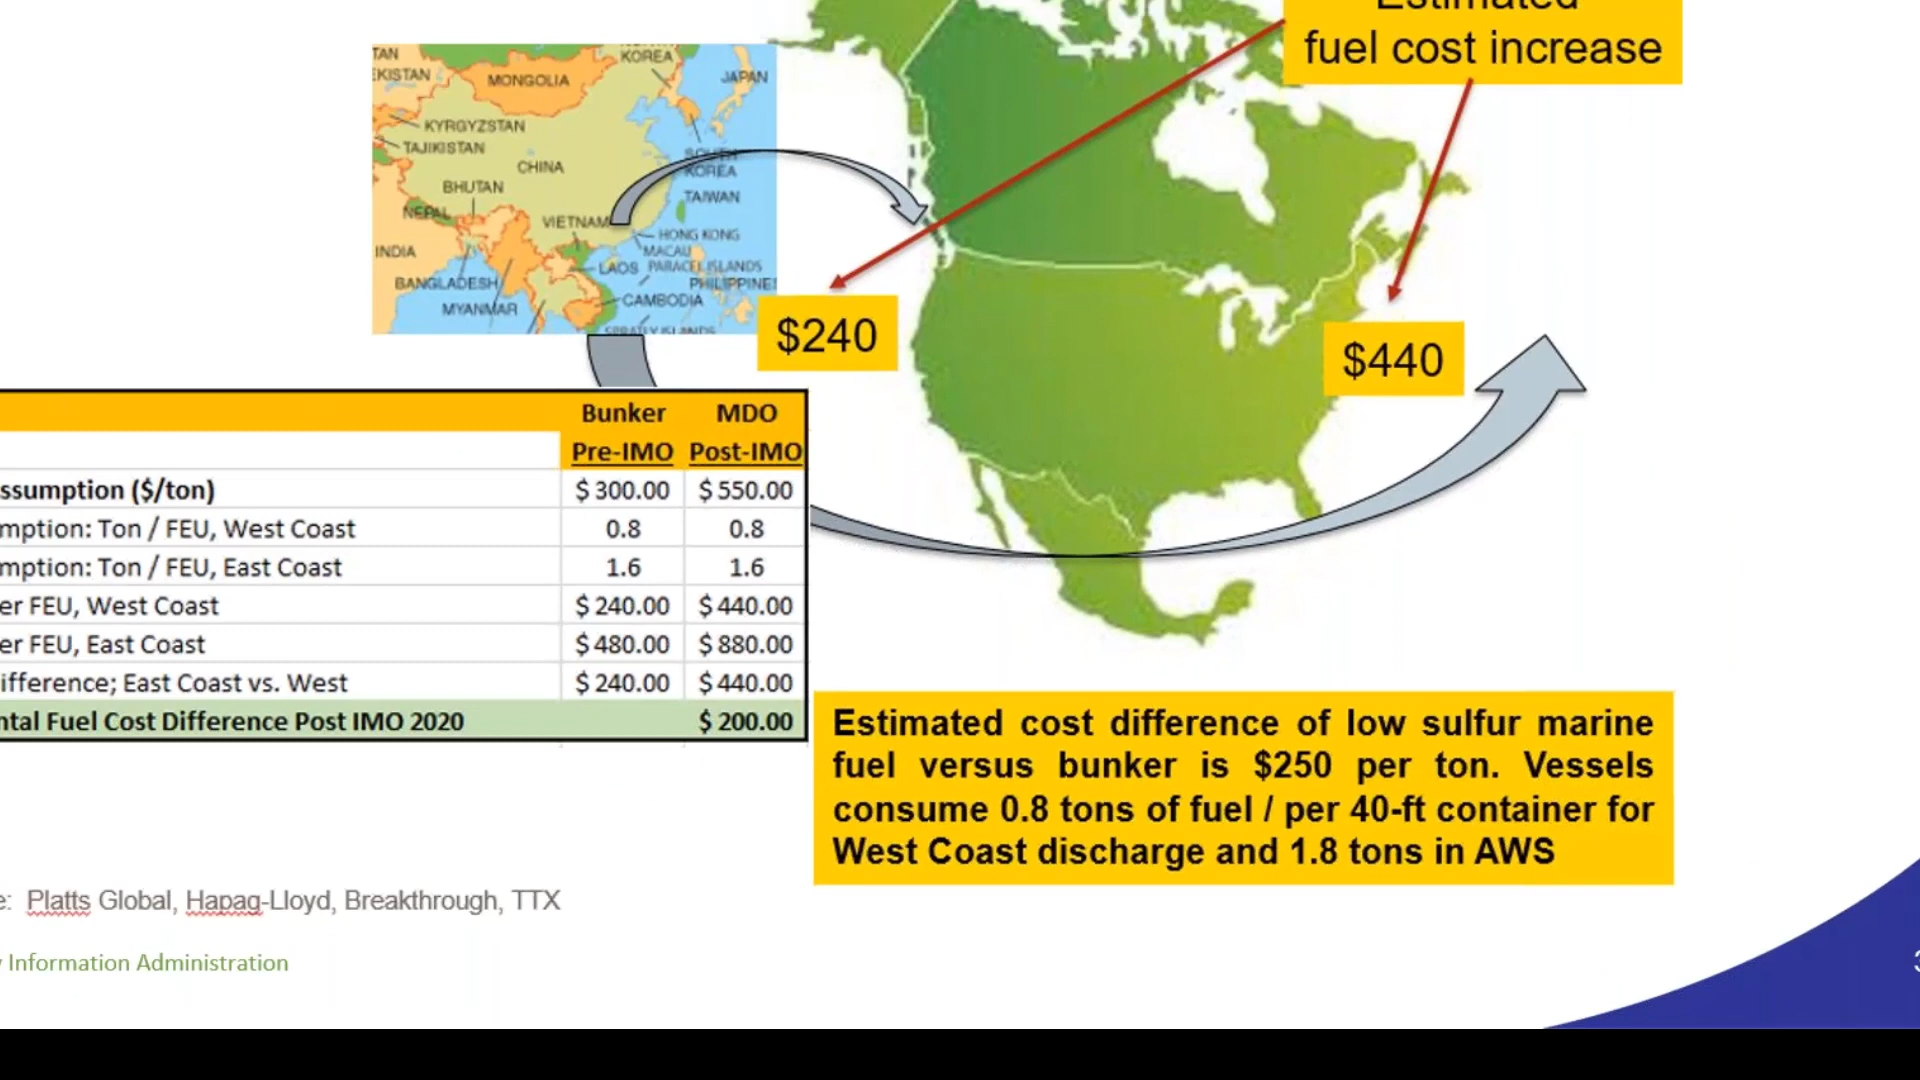 Estimated
fuel cost increase
TAN
EKISTAN
MONGOLIA
KOREA
JAPAN
KYRGYZSTAN
TAJIKISTAN
CHINA
SOUTH
KOREA
BHUTAN
NEPAL
TAIWAN
VIETNAM
HONG KONG
MACAU
INDIA
LAOS
PARACEL ISLANDS
BANGLADESH
PHILIPPINES
CAMBODIA
MYANMAR
SPRATLY ISLANDS
$240
$440
Bunker MDO
Pre-IMO Post-IMO
ssumption ($/ton) $ 300.00 $ 550.00
mption: Ton / FEU, West Coast 0.8 0.8
mption: Ton / FEU, East Coast 1.6 1.6
er FEU, West Coast $ 240.00 $ 440.00
er FEU, East Coast $ 480.00 $ 880.00
ifference; East Coast vs. West $ 240.00 $ 440.00
ntal Fuel Cost Difference Post IMO 2020 $ 200.00
Estimated cost difference of low sulfur marine
fuel versus bunker is $250 per ton. Vessels
consume 0.8 tons of fuel / per 40-ft container for
West Coast discharge and 1.8 tons in AWS
e: Platts Global, Hapag-Lloyd, Breakthrough, TTX
y Information Administration